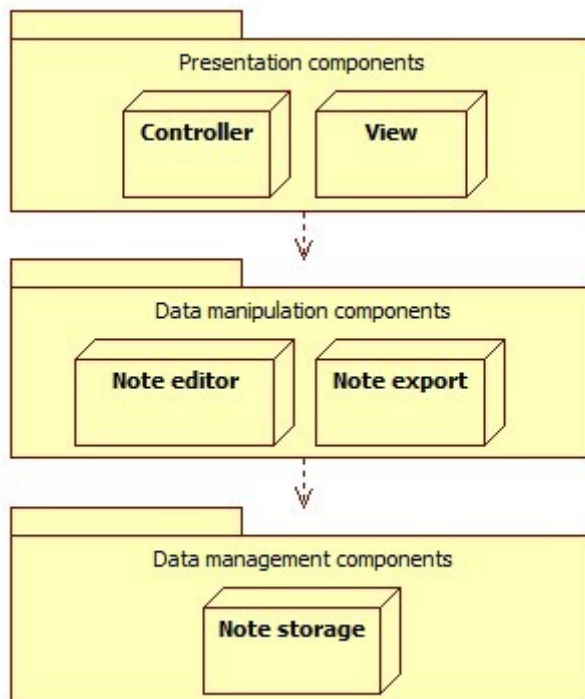 Presentation components
Controller
View
Data manipulation components
Note editor
Note export
Data management components
Note storage